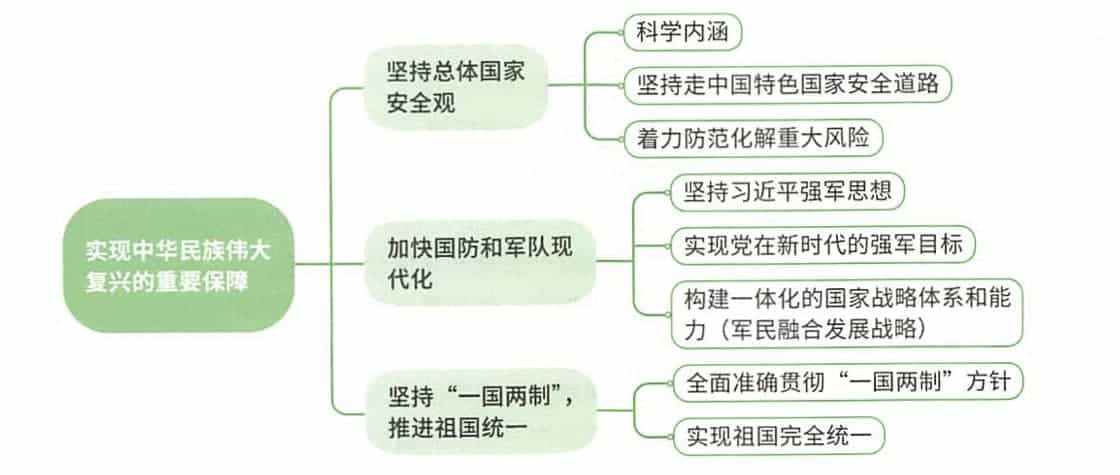 实现中华民族伟大
复兴的重要保障
坚持总体国家
安全观
科学内涵
坚持走中国特色国家安全道路
着力防范化解重大风险
加快国防和军队现
代化
坚持习近平强军思想
实现党在新时代的强军目标
构建一体化的国家战略体系和能
力（军民融合发展战略）
坚持“一国两制”，
推进祖国统一
全面准确贯彻“一国两制”方针
实现祖国完全统一